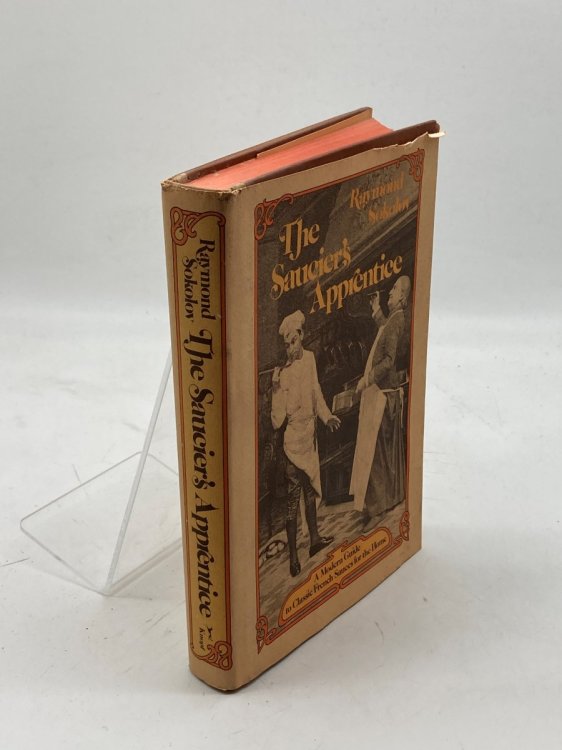 Raymond
Sokolov
The
Saucier's
Apprentice
A Modern Guide
to Classic French Sauces for the Home
Raymond
Sokolov
The Saucier's Apprentice
Knopf